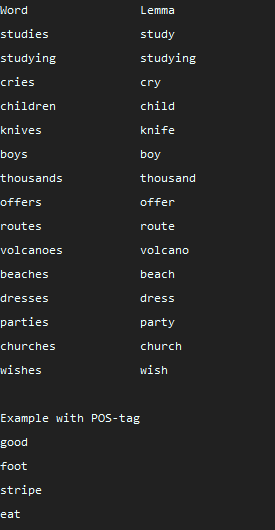 Word Lemma
studies study
studying studying
cries cry
children child
knives knife
boys boy
thousands thousand
offers offer
routes route
volcanoes volcano
beaches beach
dresses dress
parties party
churches church
wishes wish
Example with POS-tag
good
foot
stripe
eat